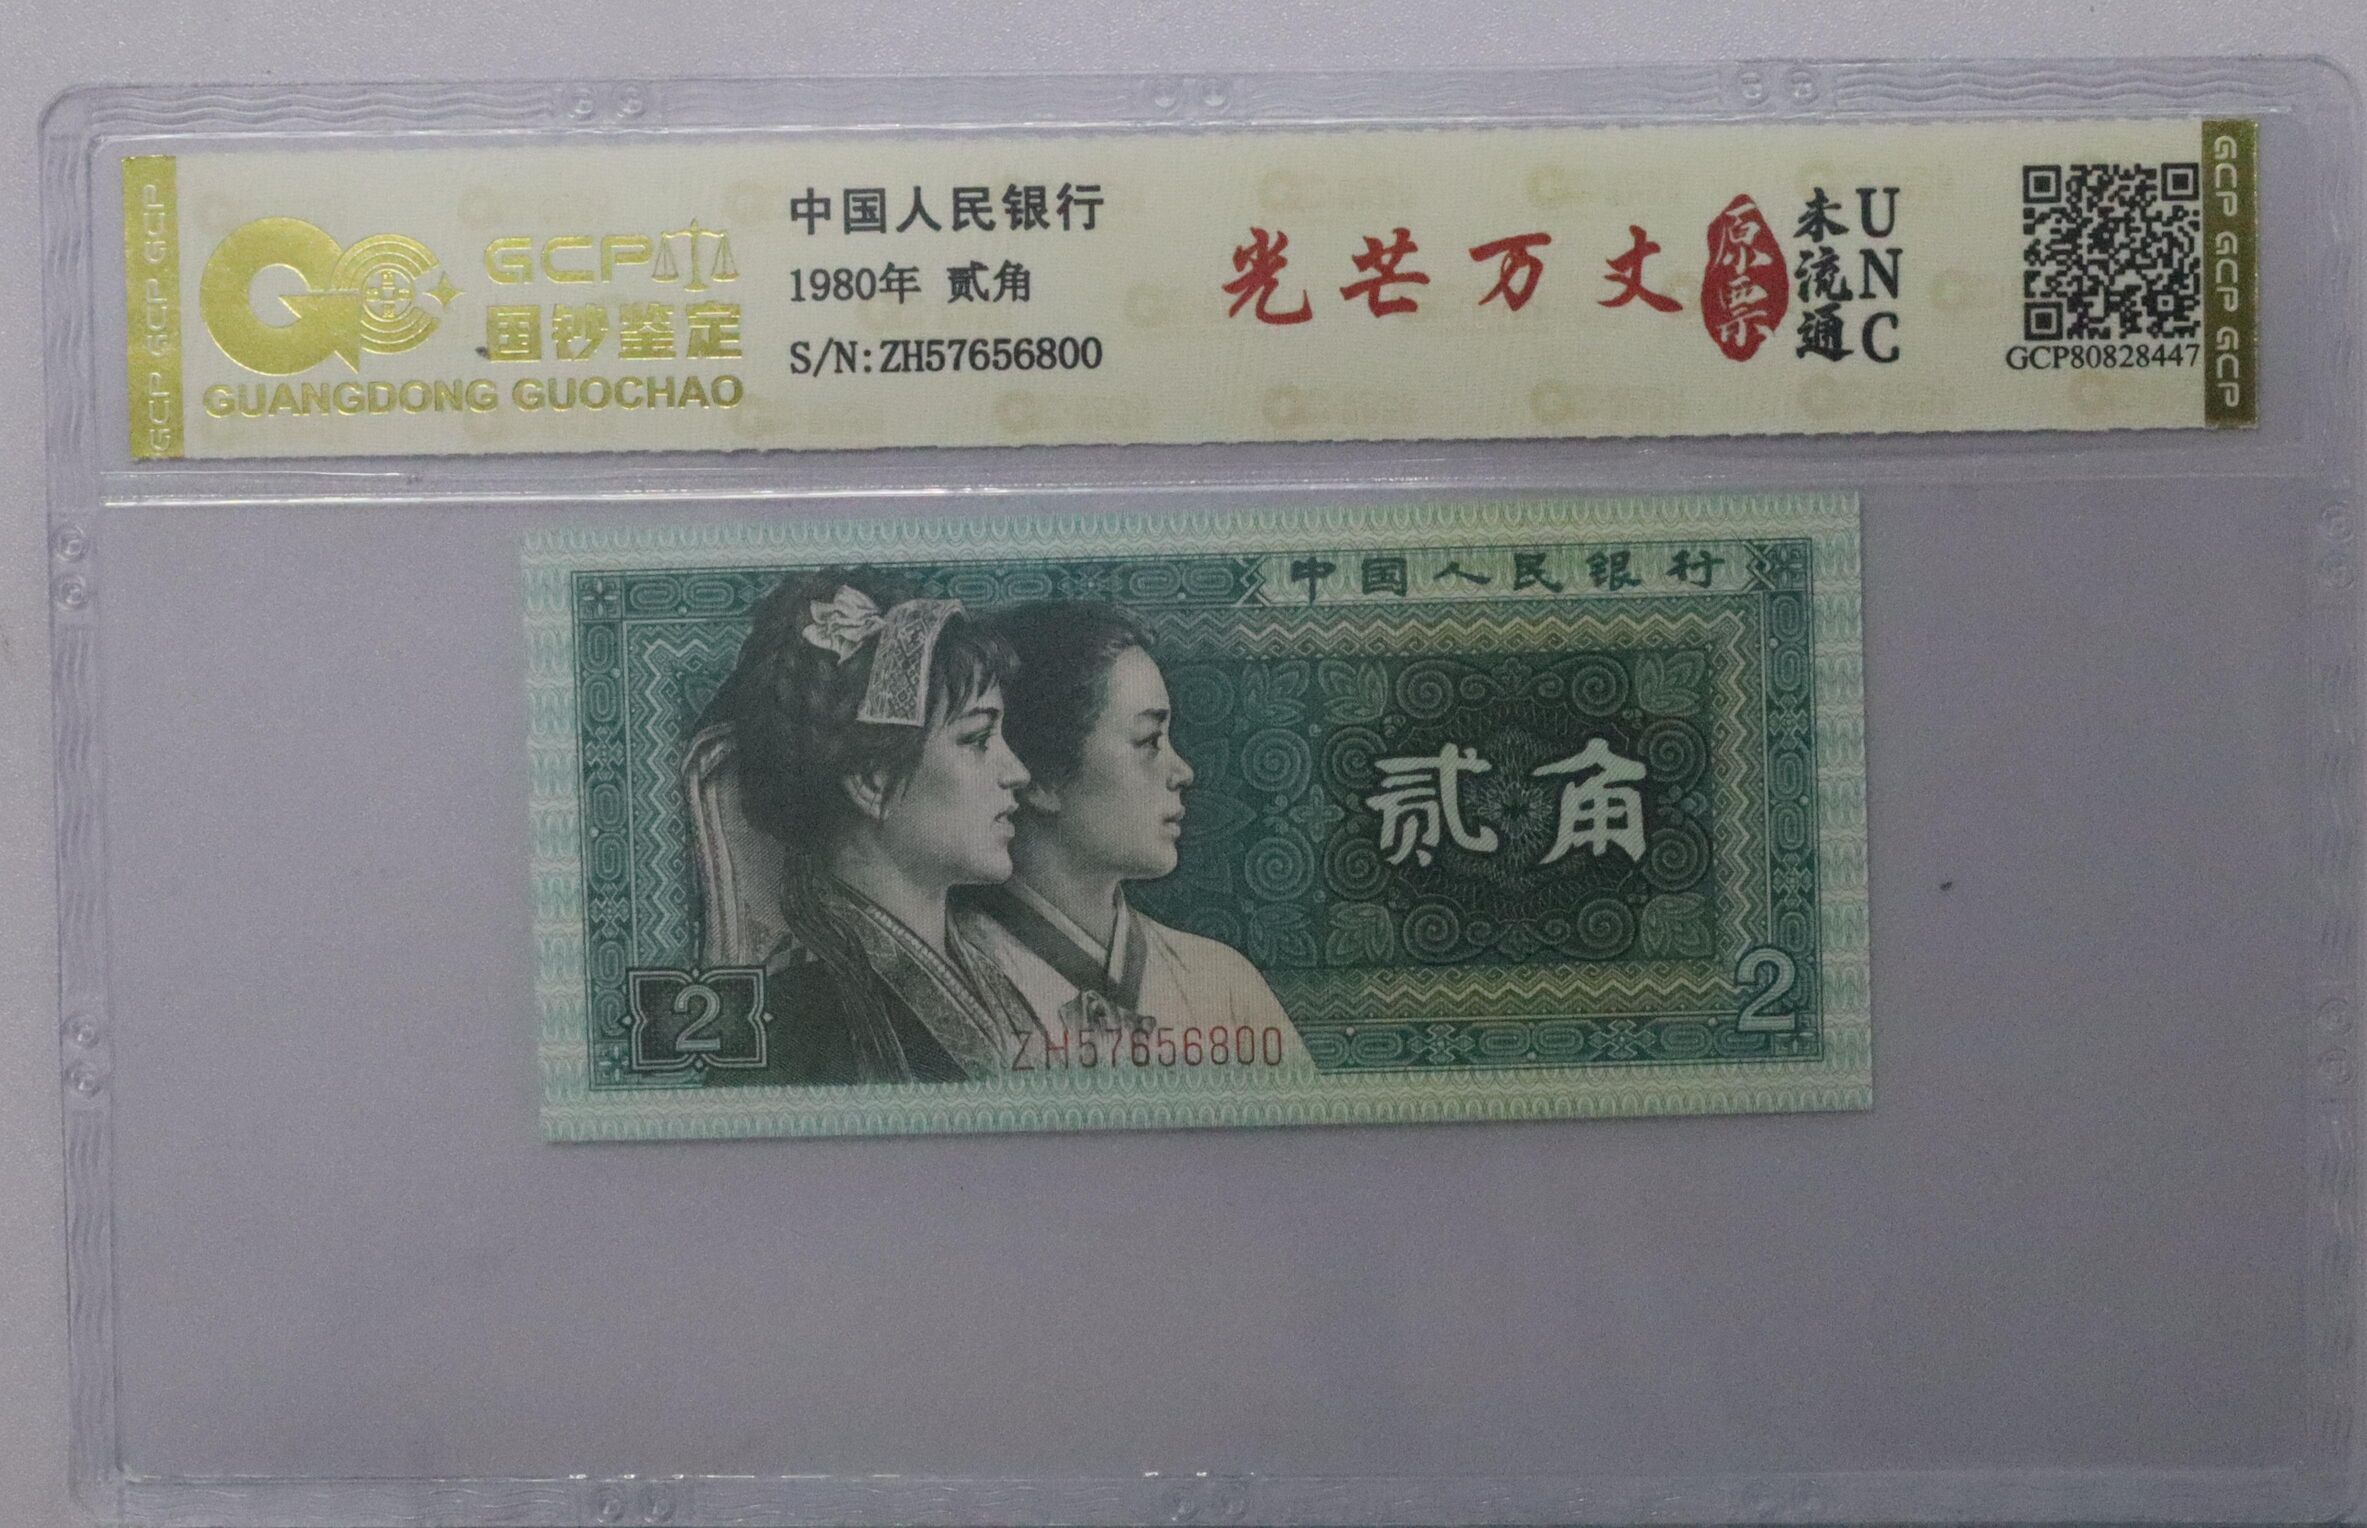 GCP GCP GCP GCP
GCP
国钞鉴定
GUANGDONG GUOCHAO
中国人民银行
1980年 贰角
S/N:ZH57656800
光芒万丈
原票
未流通
UNC
GCP80828447
GCP GCP GCP GCP
中国人民银行
贰角
2
2
ZH57656800